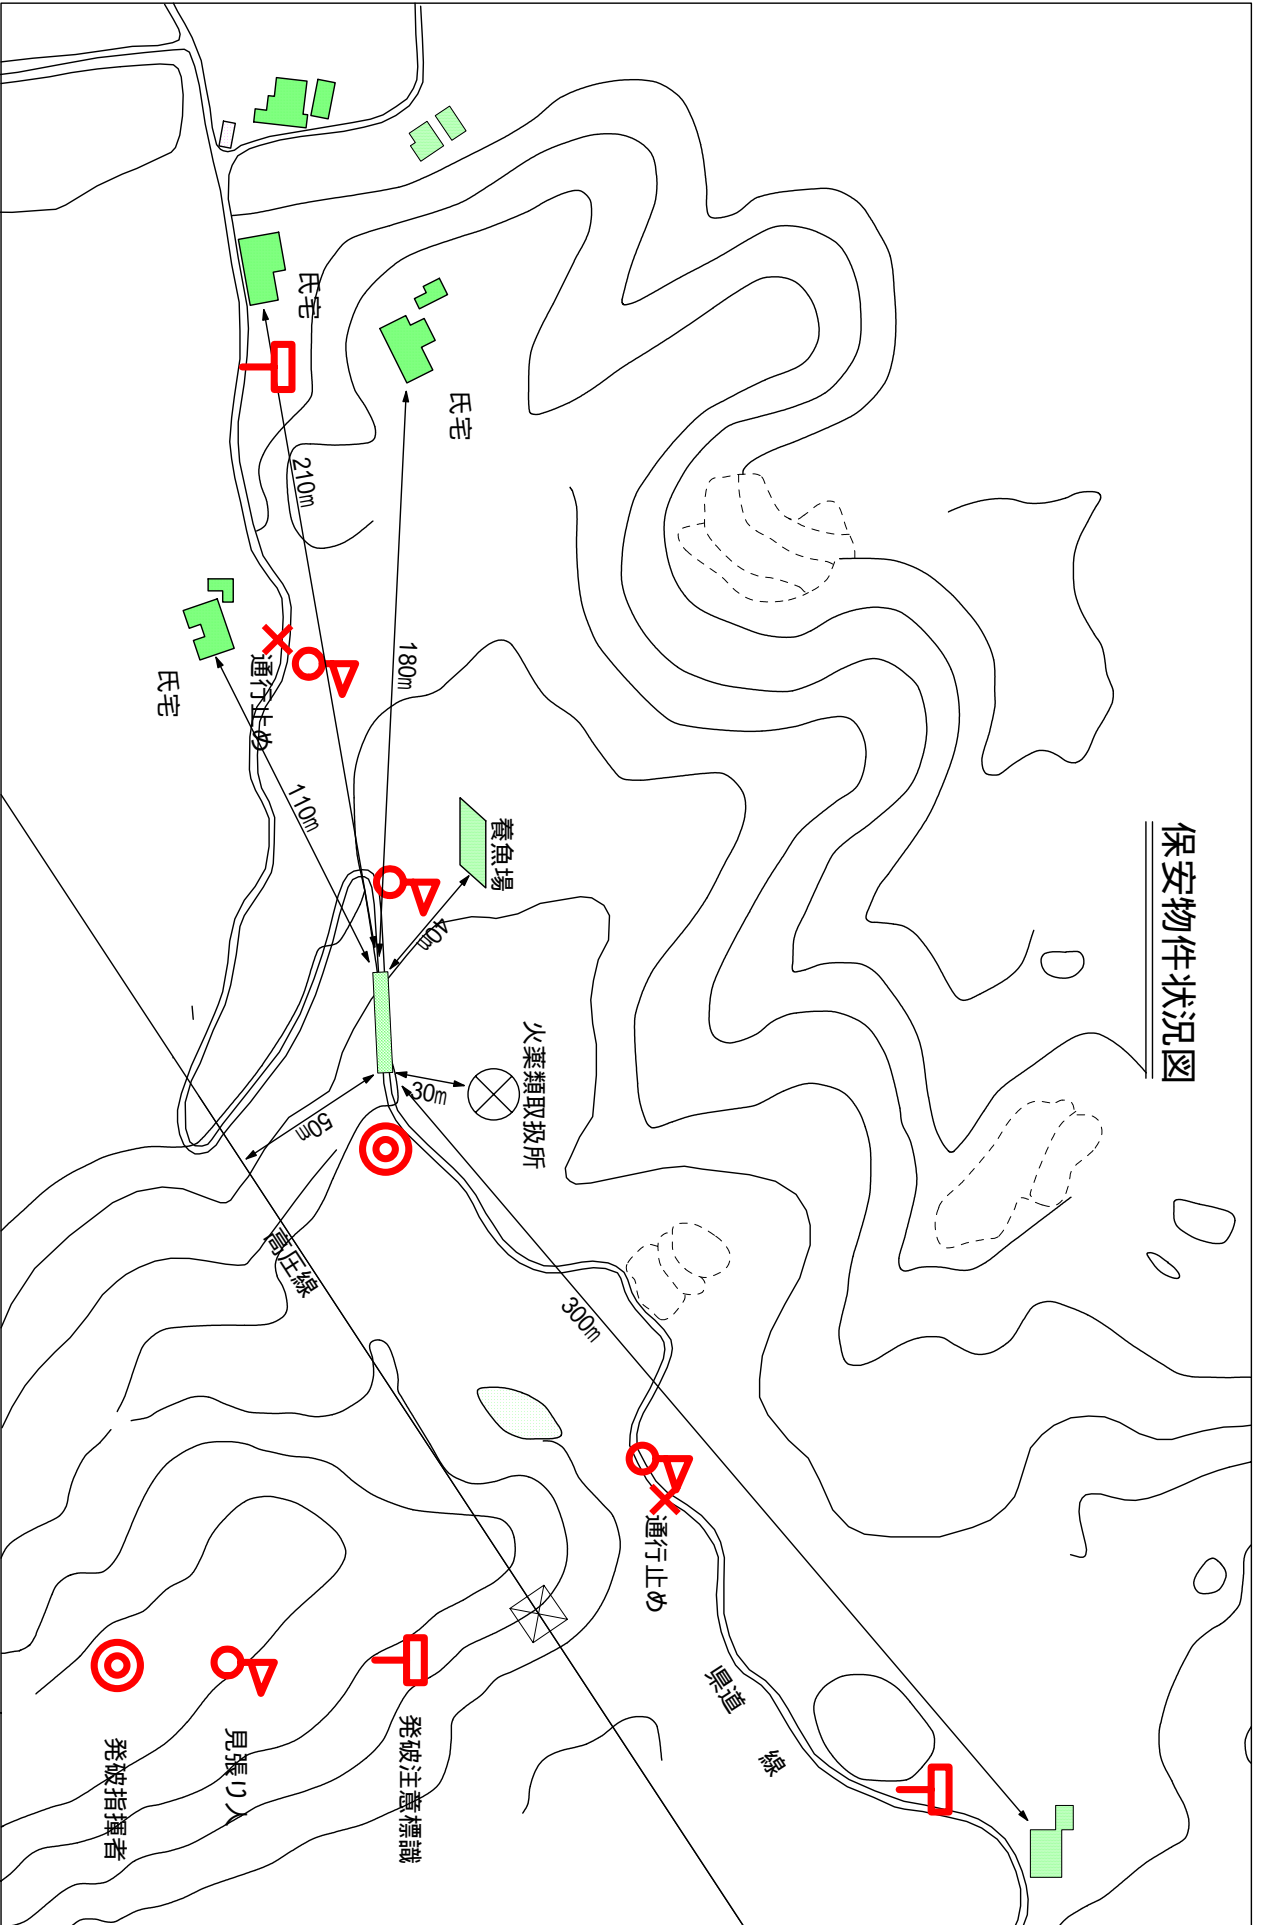 保安物件状況図
氏宅
氏宅
210m
180m
氏宅
通行止め
110m
養魚場
40m
火薬類取扱所
30m
50m
高圧線
300m
通行止め
県道
線
発破注意標識
見張り人
発破指揮者